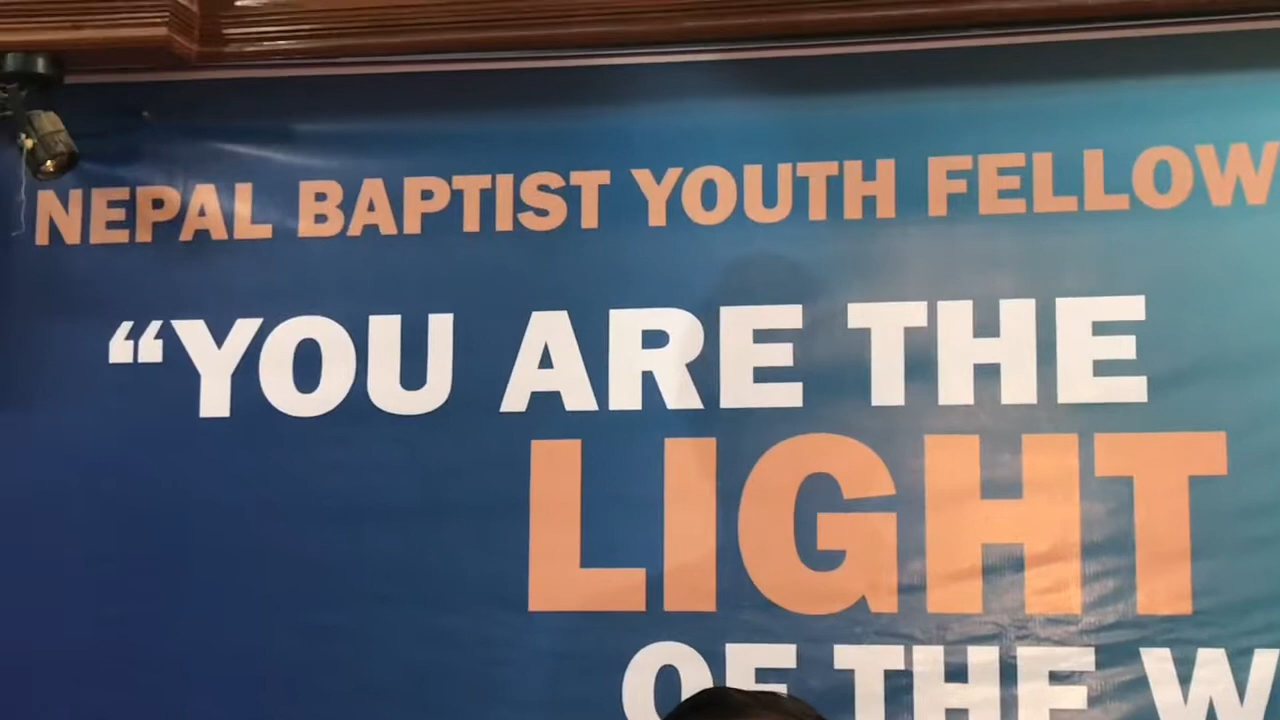 NEPAL BAPTIST YOUTH FELLOW
“YOU ARE THE
LIGHT
OF THE W